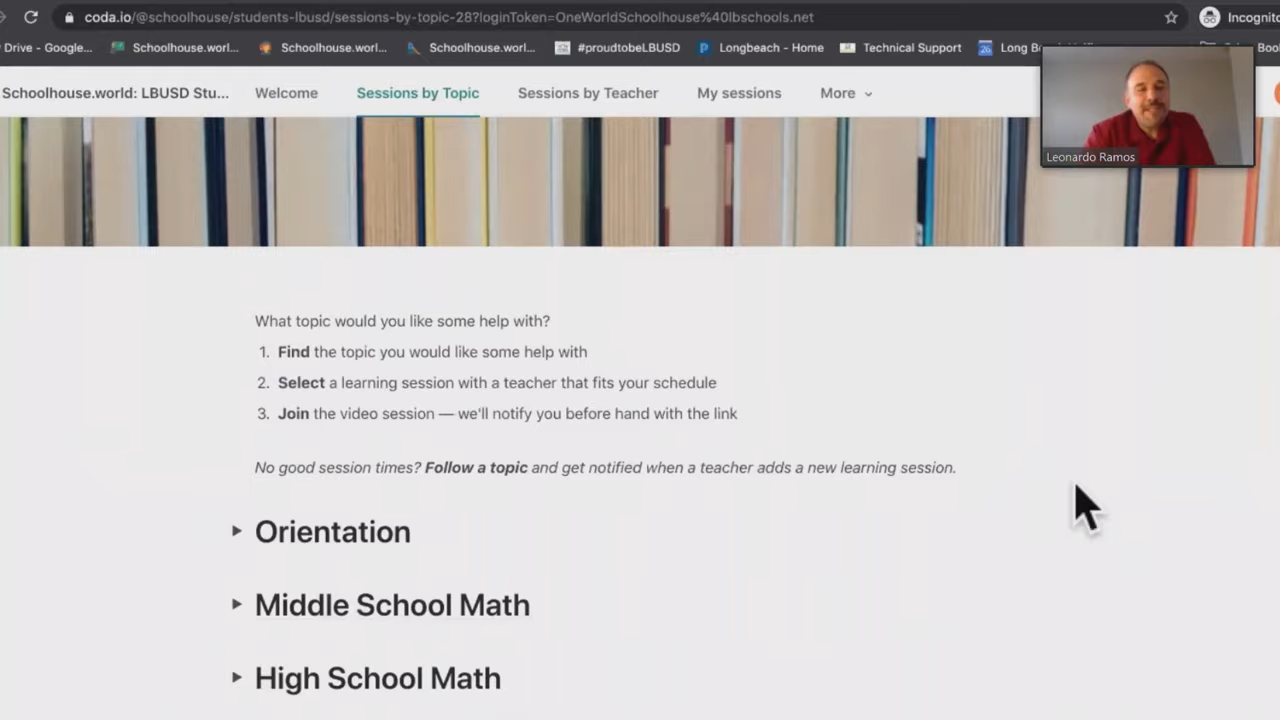 coda.io/@schoolhouse/students-lbusd/sessions-by-topic-28?loginToken=OneWorldSchoolhouse%40lbschools.net
Incognito
Drive - Google... Schoolhouse.worl... Schoolhouse.worl... Schoolhouse.worl... #proudtobeLBUSD Longbeach - Home Technical Support 26 Long B
Schoolhouse.world: LBUSD Stu... Welcome Sessions by Topic Sessions by Teacher My sessions More
Leonardo Ramos
What topic would you like some help with?
1. Find the topic you would like some help with
2. Select a learning session with a teacher that fits your schedule
3. Join the video session — we'll notify you before hand with the link
No good session times? Follow a topic and get notified when a teacher adds a new learning session.
Orientation
Middle School Math
High School Math